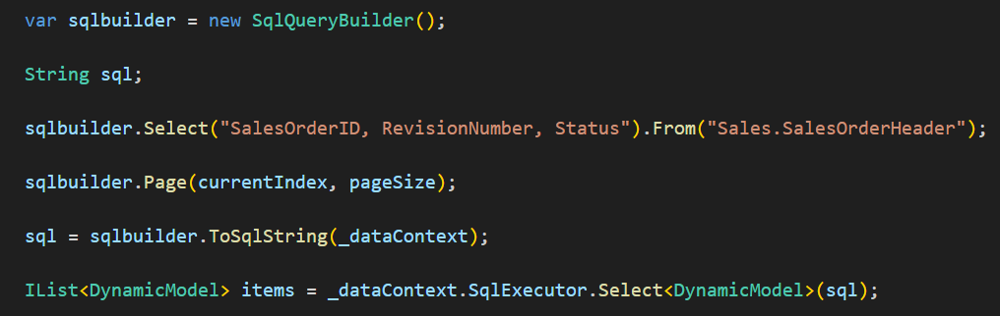 var sqlbuilder = new SqlQueryBuilder();
String sql;
sqlbuilder.Select("SalesOrderID, RevisionNumber, Status").From("Sales.SalesOrderHeader");
sqlbuilder.Page(currentIndex, pageSize);
sql = sqlbuilder.ToSqlString(_dataContext);
IList<DynamicModel> items = _dataContext.SqlExecutor.Select<DynamicModel>(sql);